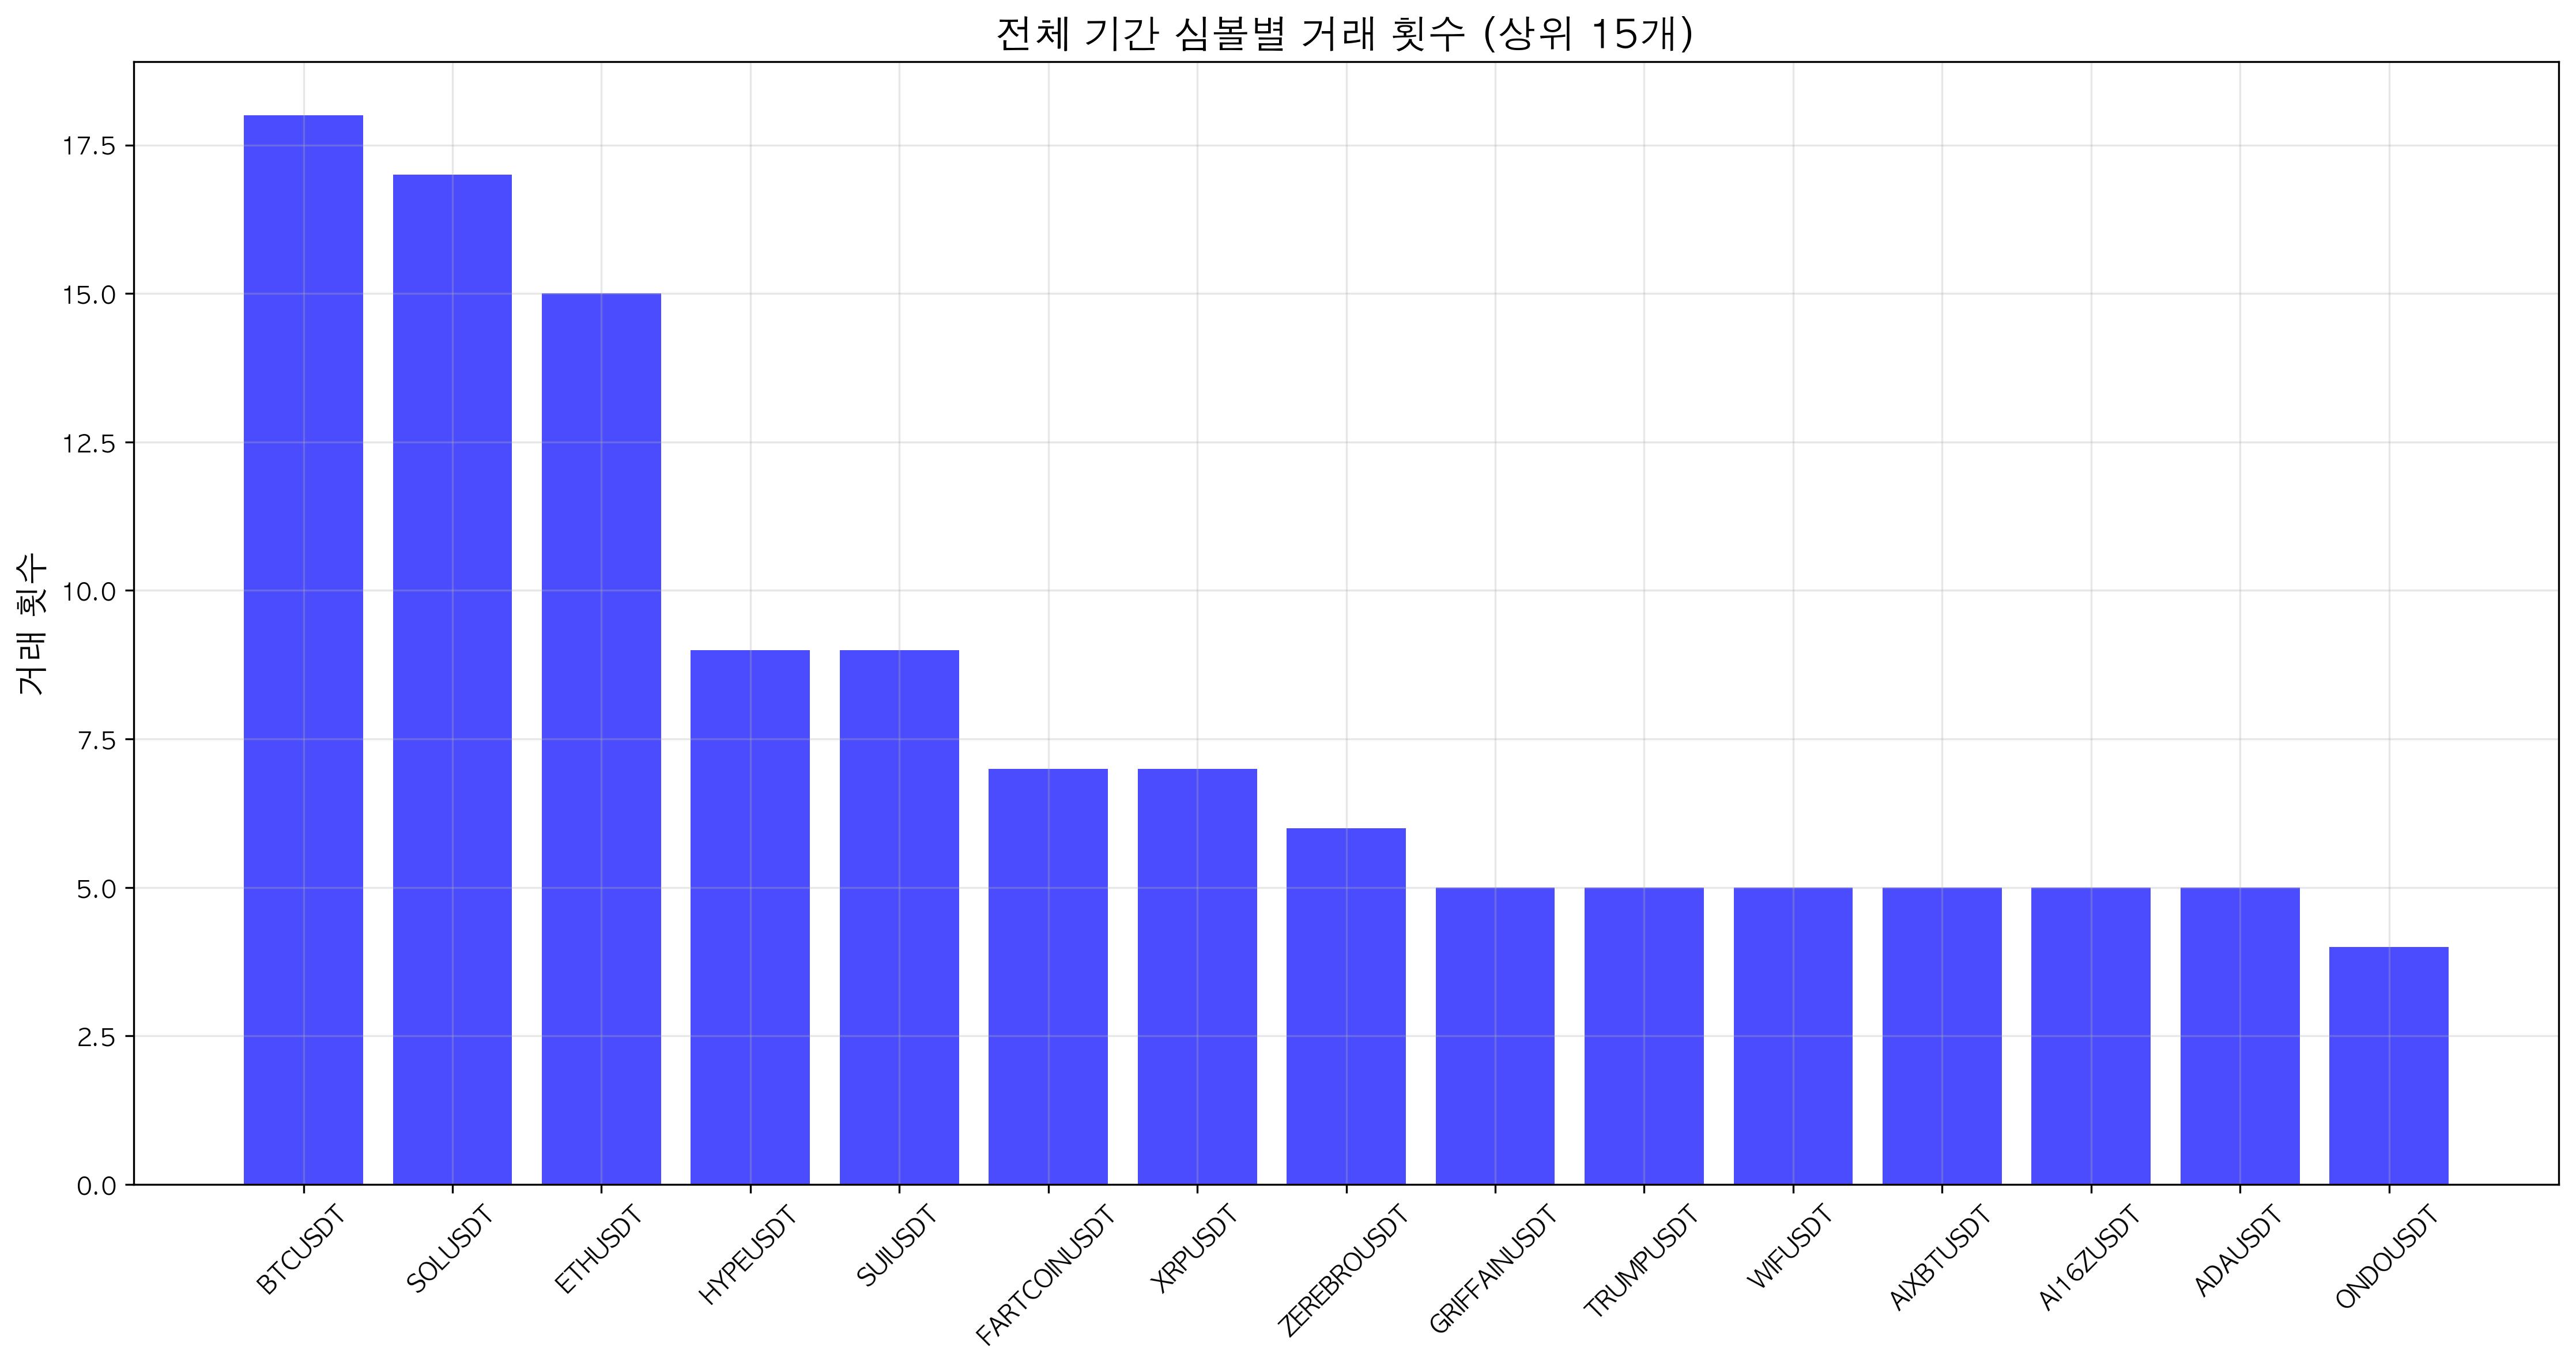 전체 기간 심볼별 거래 횟수 (상위 15개)
거래 횟수
17.5
15.0
12.5
10.0
7.5
5.0
2.5
0.0
BTCUSDT
SOLUSDT
ETHUSDT
HYPEUSDT
SUIUSDT
FARTCOINUSDT
XRPUSDT
ZEREBROUSDT
GRIFFAINUSDT
TRUMPUSDT
WIFUSDT
AIXBTUSDT
AI16ZUSDT
ADAUSDT
ONDOUSDT